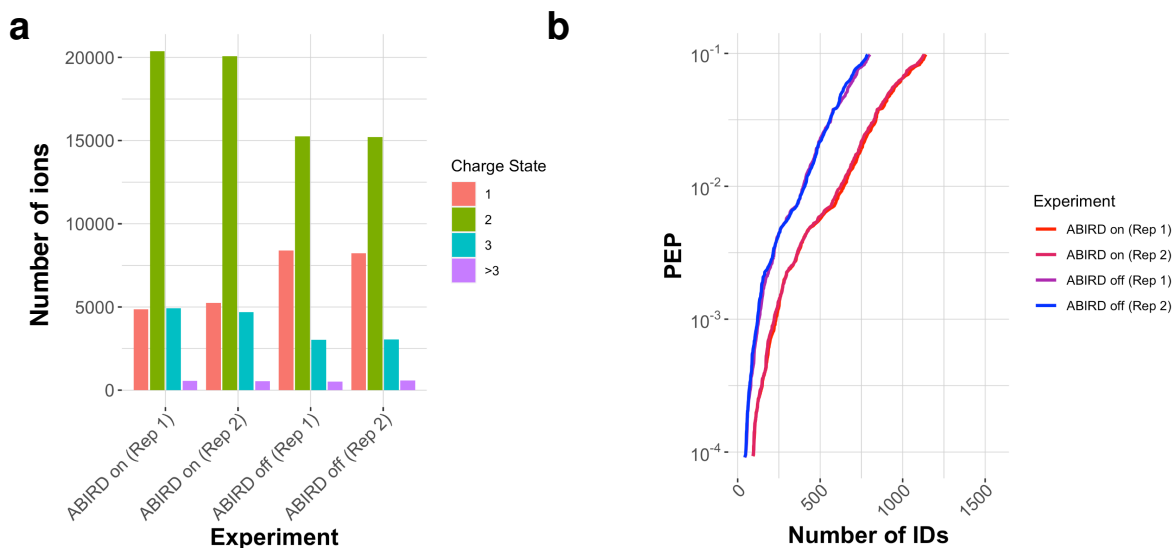 a
Number of ions
20000
15000
10000
5000
0
ABIRD on (Rep 1)
ABIRD on (Rep 2)
ABIRD off (Rep 1)
ABIRD off (Rep 2)
Experiment
Charge State
1
2
3
>3
b
PEP
10⁻¹
10⁻²
10⁻³
10⁻⁴
0
500
1000
1500
Number of IDs
Experiment
ABIRD on (Rep 1)
ABIRD on (Rep 2)
ABIRD off (Rep 1)
ABIRD off (Rep 2)